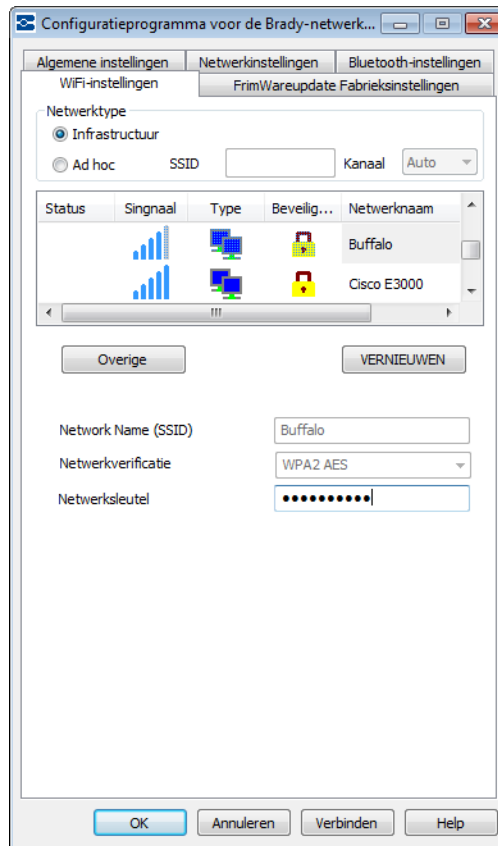 Configuratieprogramma voor de Brady-netwerk...
Algemene instellingen Netwerkinstellingen Bluetooth-instellingen
WiFi-instellingen FrimWareupdate Fabrieksinstellingen
Netwerktype
Infrastructuur
Ad hoc SSID Kanaal Auto
Status Singnaal Type Beveilig... Netwerknaam
Buffalo
Cisco E3000
Overige VERNIEUWEN
Network Name (SSID) Buffalo
Netwerkverificatie WPA2 AES
Netwerksleutel ●●●●●●●●●●
OK Annuleren Verbinden Help